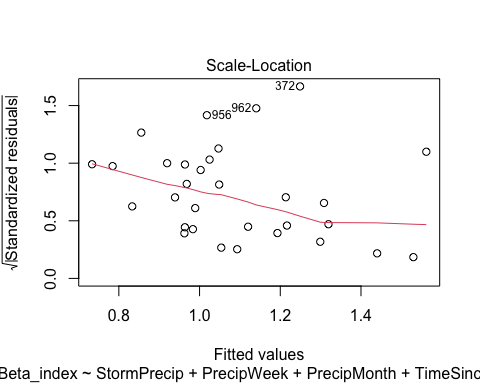 Scale-Location
√|Standardized residuals|
0.0 0.5 1.0 1.5
372
962
956
0.8 1.0 1.2 1.4
Fitted values
Beta_index ~ StormPrecip + PrecipWeek + PrecipMonth + TimeSinc